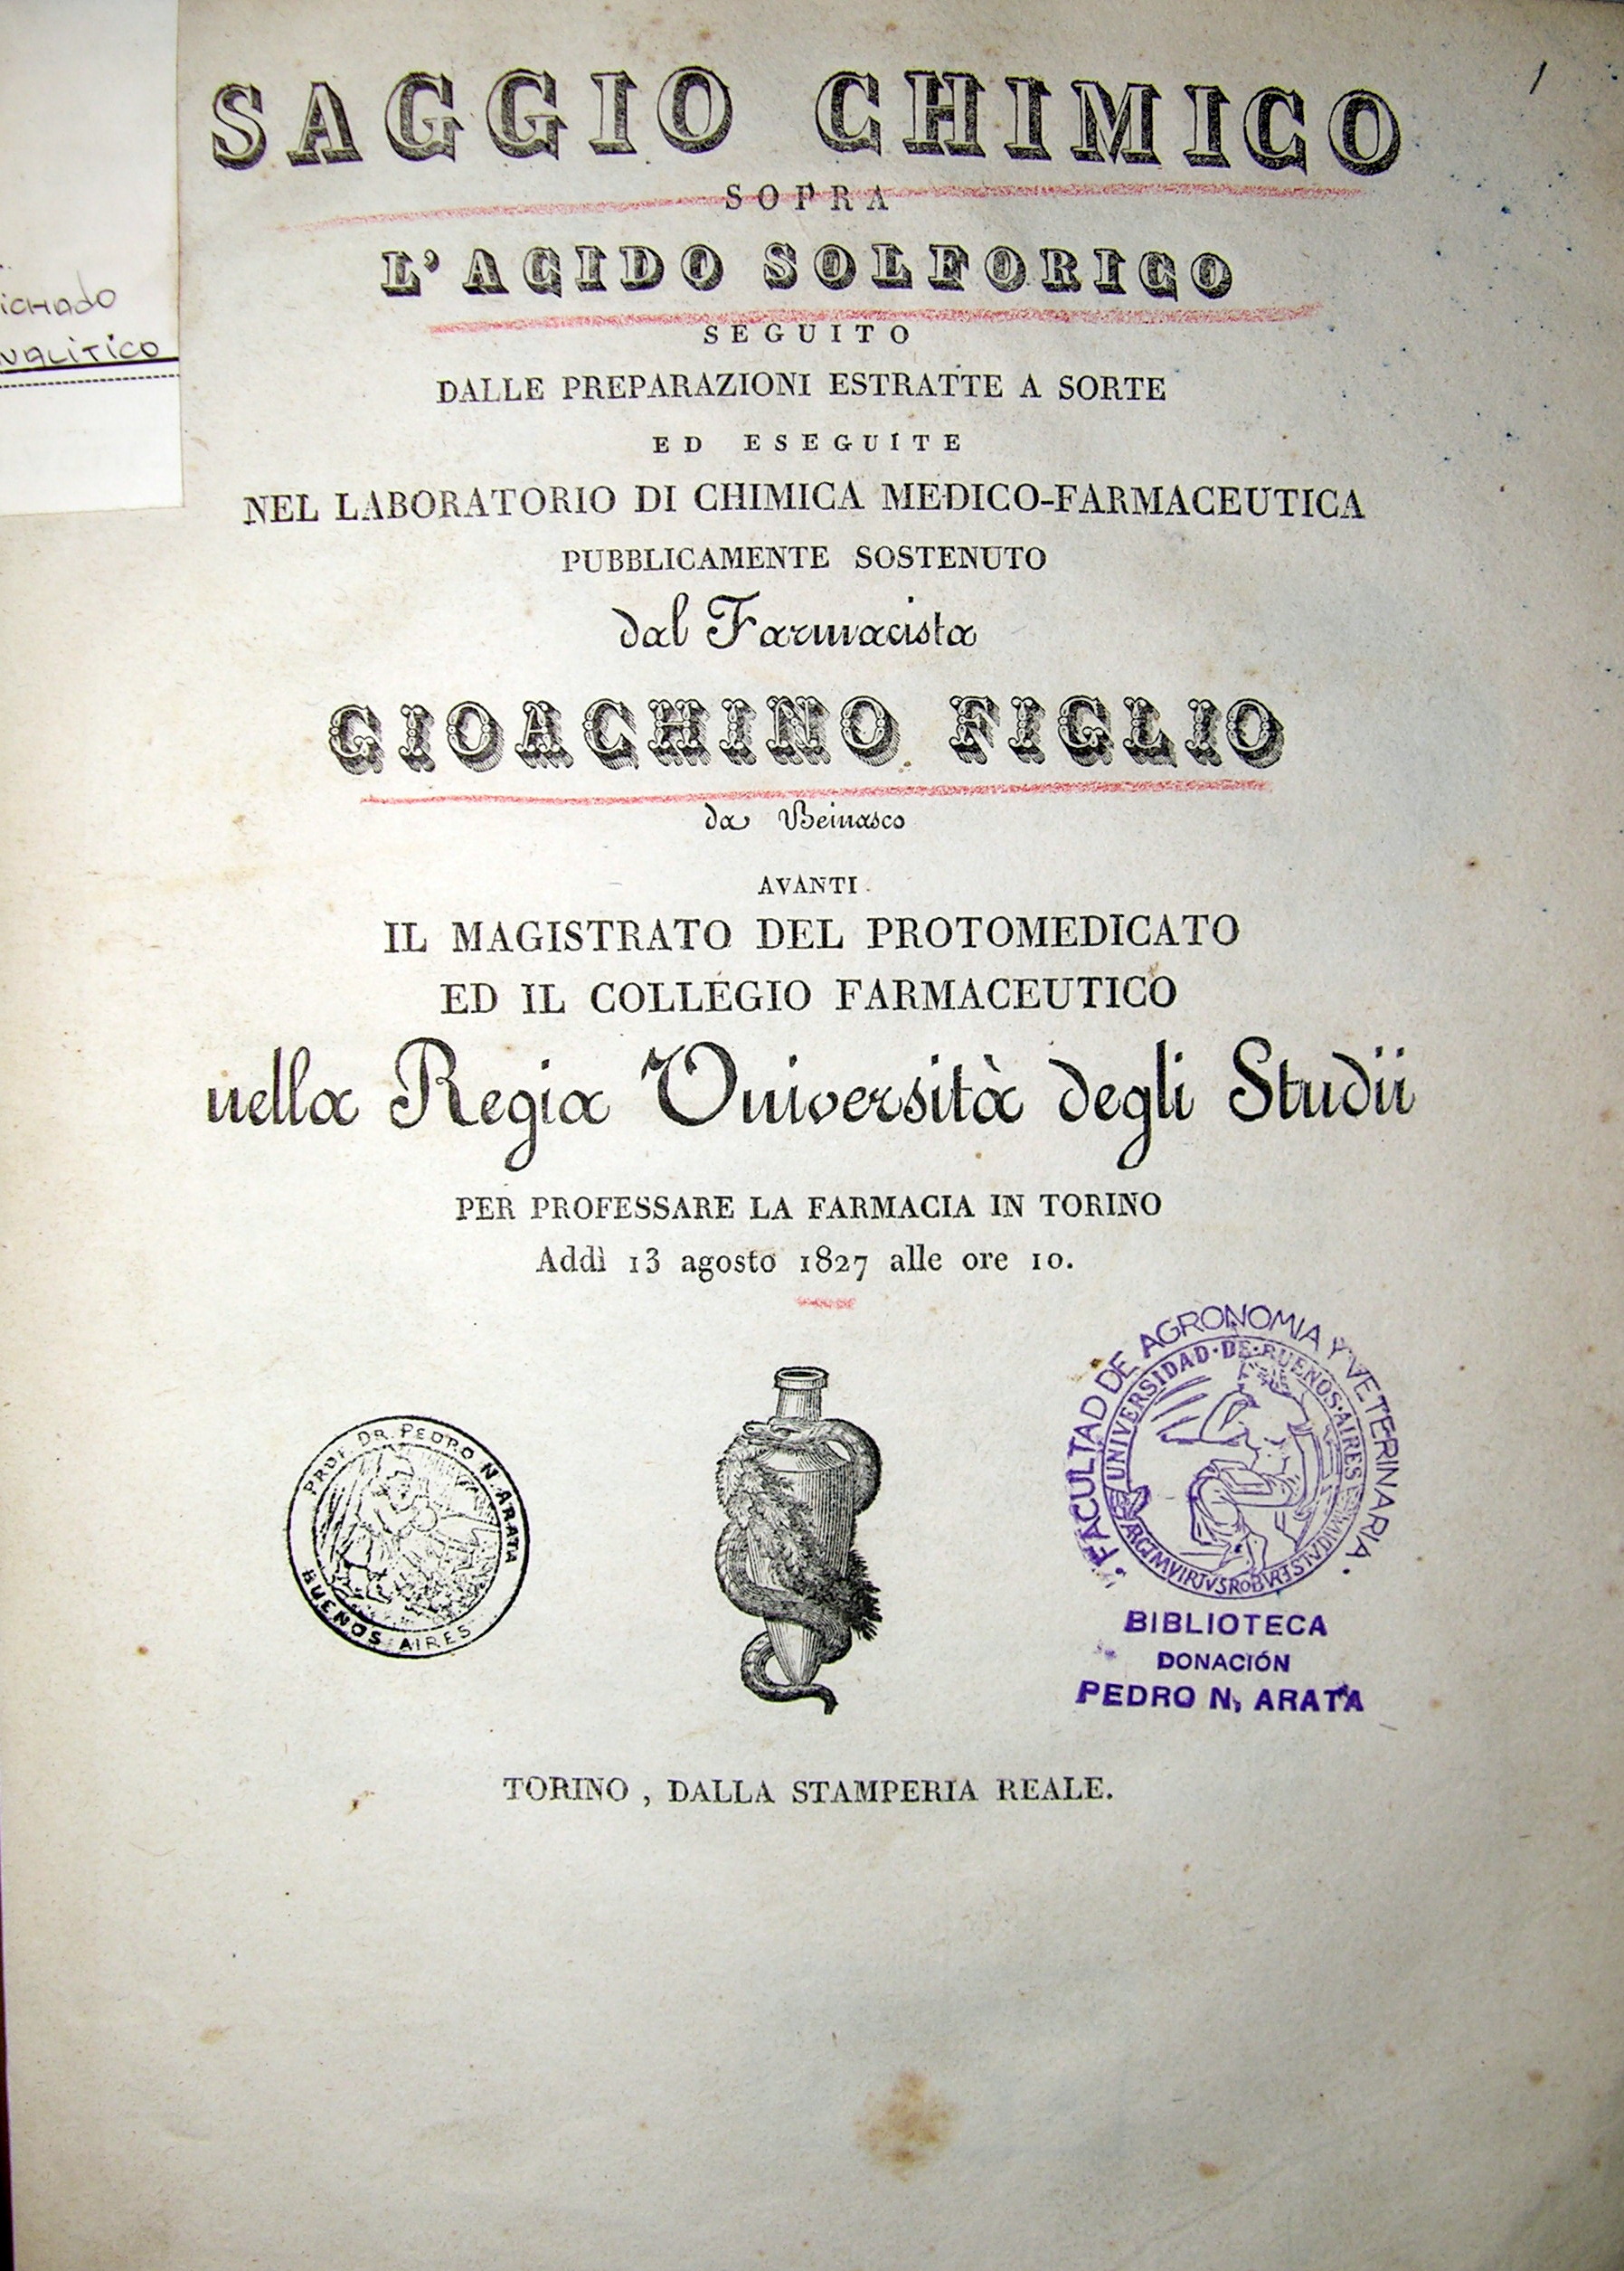 SAGGIO CHIMICO
SOPRA
L'ACIDO SOLFORICO
SEGUITO
DALLE PREPARAZIONI ESTRATTE A SORTE
ED ESEGUITE
NEL LABORATORIO DI CHIMICA MEDICO-FARMACEUTICA
PUBBLICAMENTE SOSTENUTO
dal Farmacista
GIOACHINO FIGLIO
da Beinasco
AVANTI
IL MAGISTRATO DEL PROTOMEDICATO
ED IL COLLEGIO FARMACEUTICO
nella Regia Università degli Studii
PER PROFESSARE LA FARMACIA IN TORINO
Addì 13 agosto 1827 alle ore 10.
PROF. DR. PEDRO N. ARATA
BUENOS AIRES
FACULTAD DE AGRONOMIA Y VETERINARIA
UNIVERSIDAD·DE·BUENOS·AIRES
BIBLIOTECA
DONACIÓN
PEDRO N. ARATA
TORINO, DALLA STAMPERIA REALE.